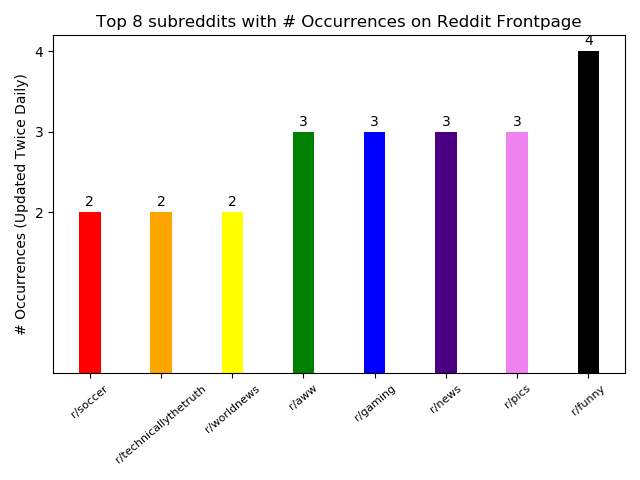 Top 8 subreddits with # Occurrences on Reddit Frontpage
# Occurrences (Updated Twice Daily)
4
3
2
2
2
2
3
3
3
3
4
r/soccer
r/technicallythetruth
r/worldnews
r/aww
r/gaming
r/news
r/pics
r/funny